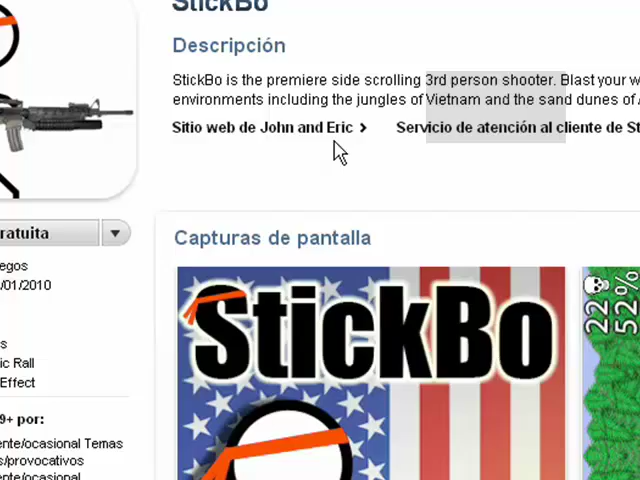 StickBo
Descripción
StickBo is the premiere side scrolling 3rd person shooter. Blast your
environments including the jungles of Vietnam and the sand dunes of
Sitio web de John and Eric
Servicio de atención al cliente de St
ratuita
egos
/01/2010
s
ic Rall
Effect
9+ por:
ente/ocasional Temas
s/provocativos
ente/ocasional
Capturas de pantalla
StickBo
22
52%